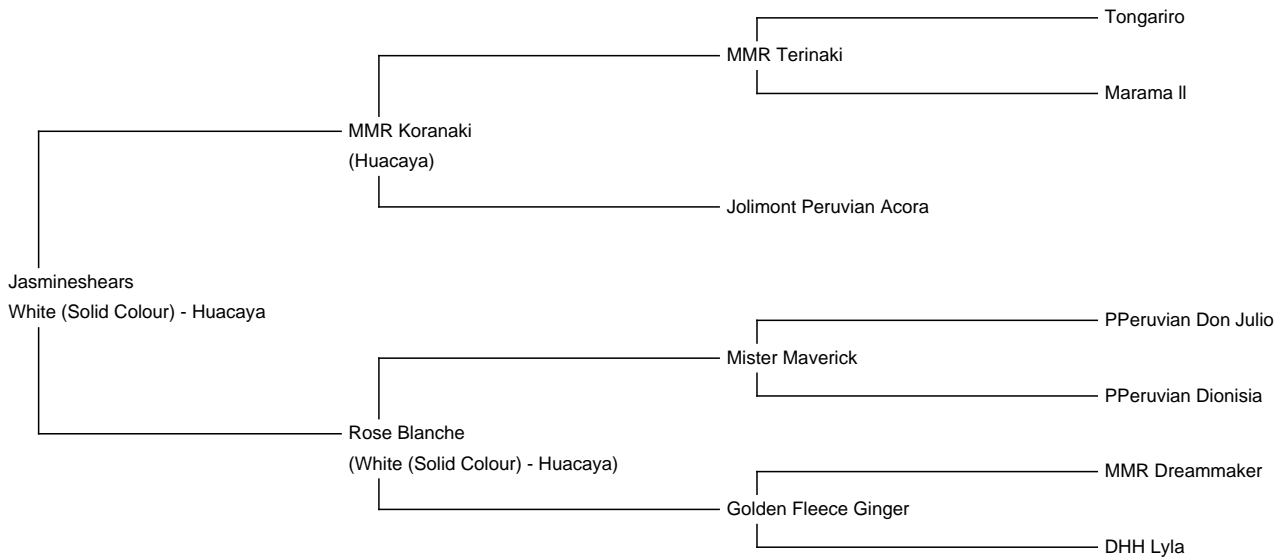 Tongariro
MMR Terinaki
Marama ll
MMR Koranaki
(Huacaya)
Jolimont Peruvian Acora
Jasmineshears
White (Solid Colour) - Huacaya
PPeruvian Don Julio
Mister Maverick
PPeruvian Dionisia
Rose Blanche
(White (Solid Colour) - Huacaya)
MMR Dreammaker
Golden Fleece Ginger
DHH Lyla